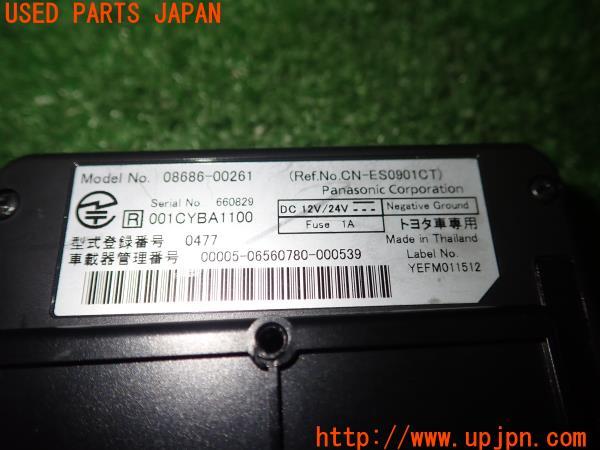 USED PARTS JAPAN
Model No. 08686-00261 (Ref.No.CN-ES0901CT)
Panasonic Corporation
Serial No 660829
R 001CYBA1100
DC 12V/24V Negative Ground
Fuse 1A トヨタ車専用
型式登録番号 0477 Made in Thailand
車載器管理番号 00005-06560780-000539 Label No.
YEFM011512
UPJ
http://www.upjpn.com